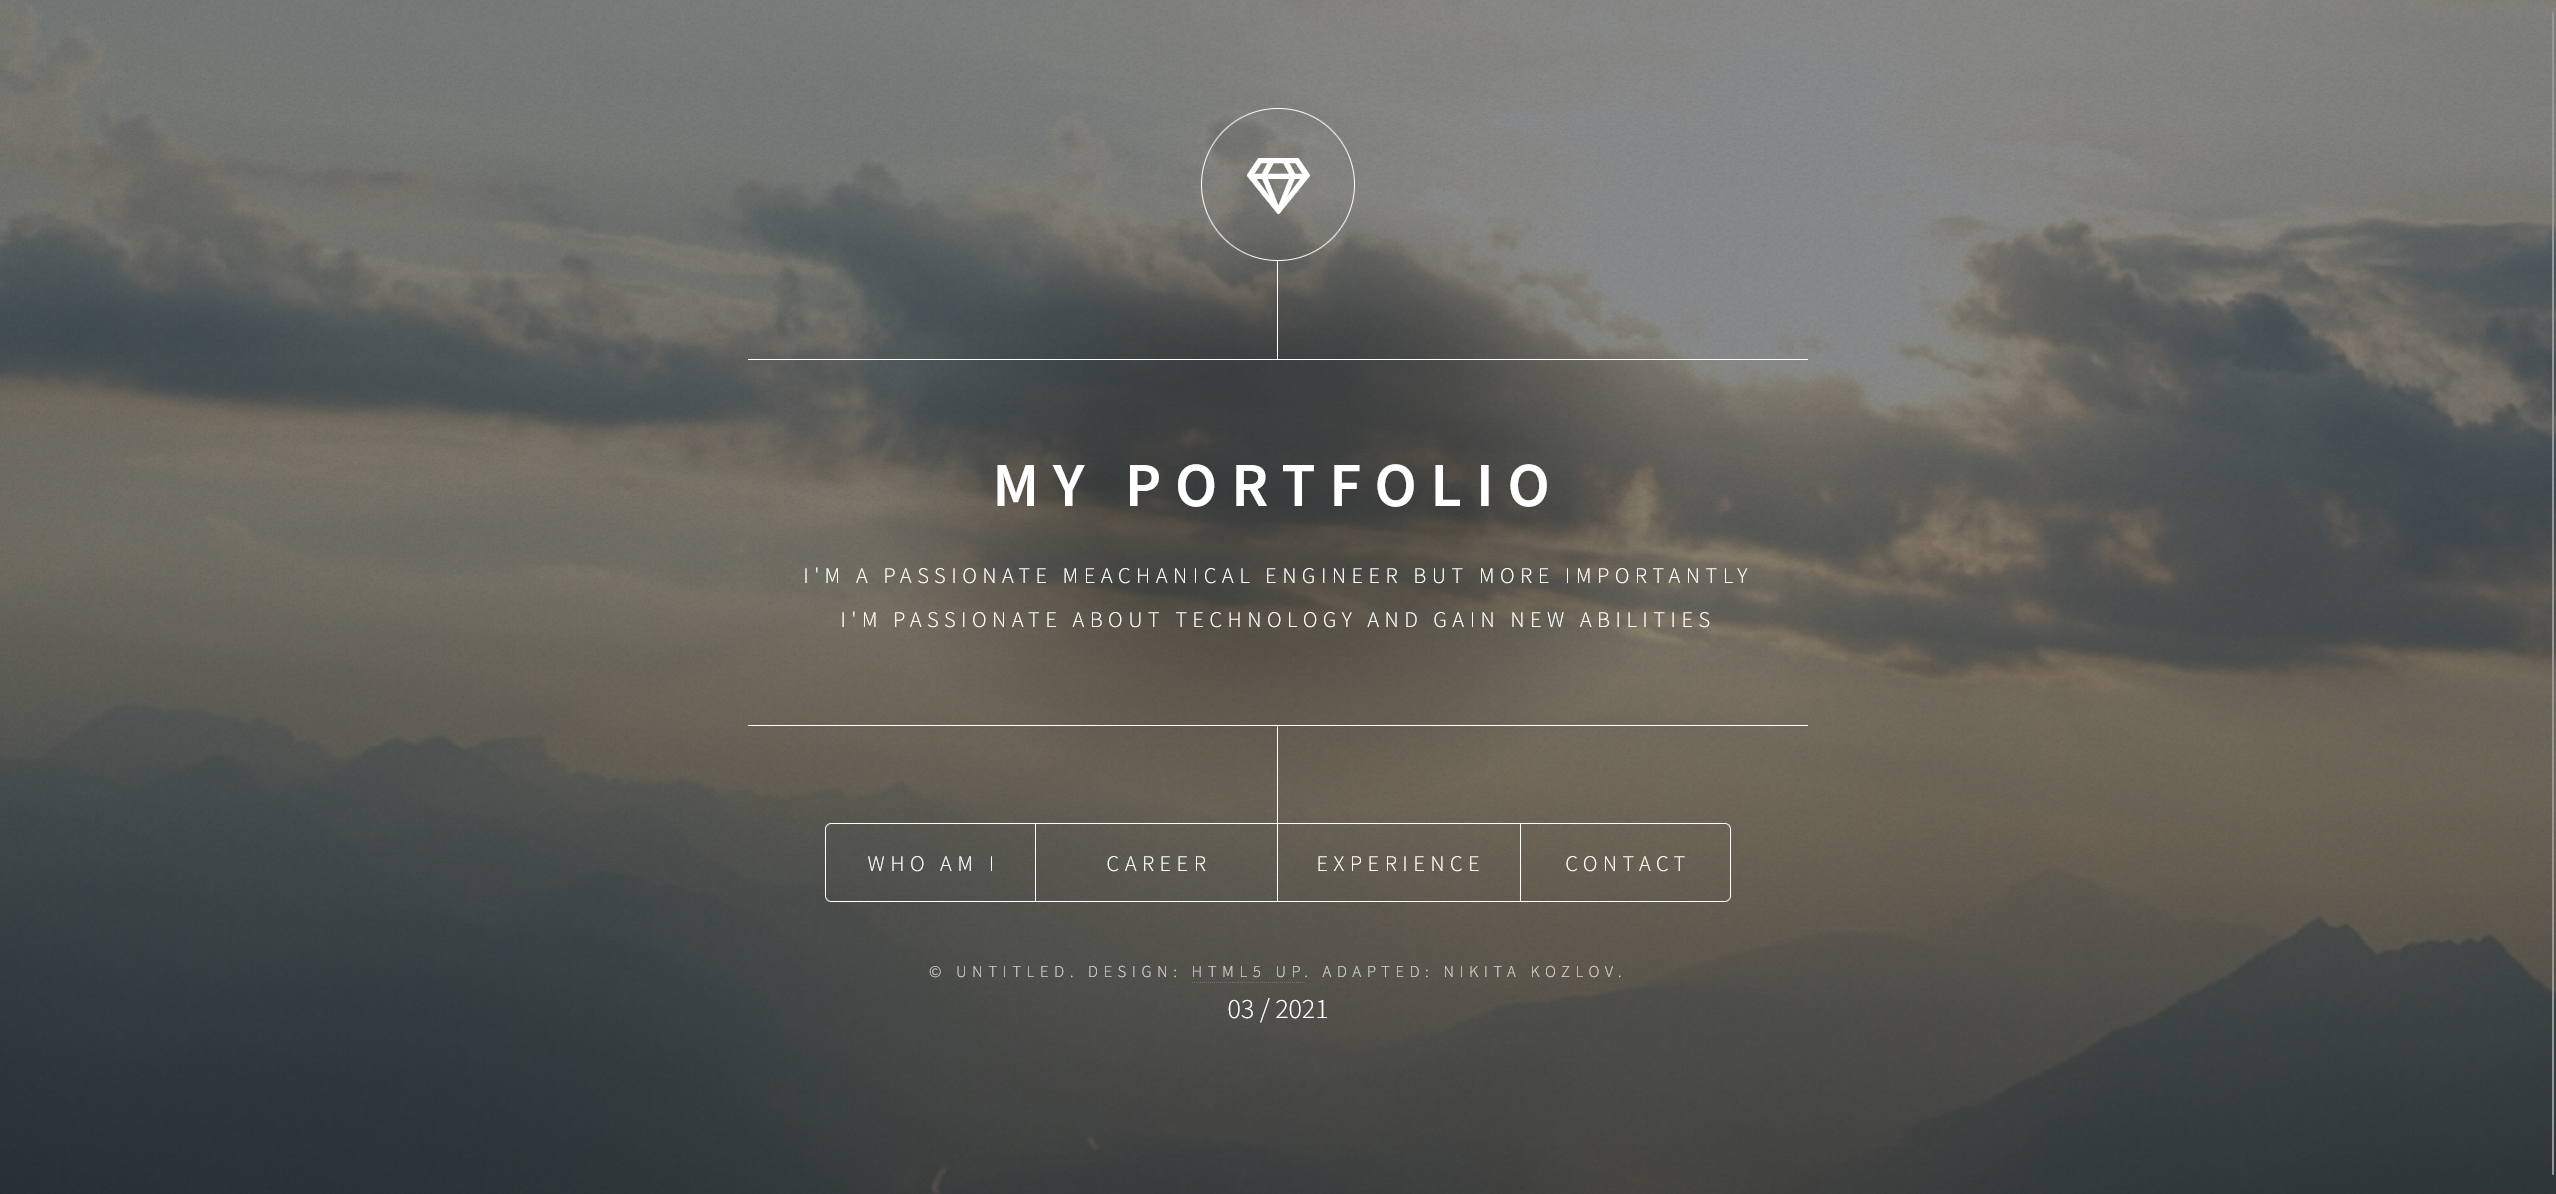 MY PORTFOLIO
I'M A PASSIONATE MEACHANICAL ENGINEER BUT MORE IMPORTANTLY
I'M PASSIONATE ABOUT TECHNOLOGY AND GAIN NEW ABILITIES
WHO AM I CAREER EXPERIENCE CONTACT
© UNTITLED. DESIGN: HTML5 UP. ADAPTED: NIKITA KOZLOV.
03 / 2021